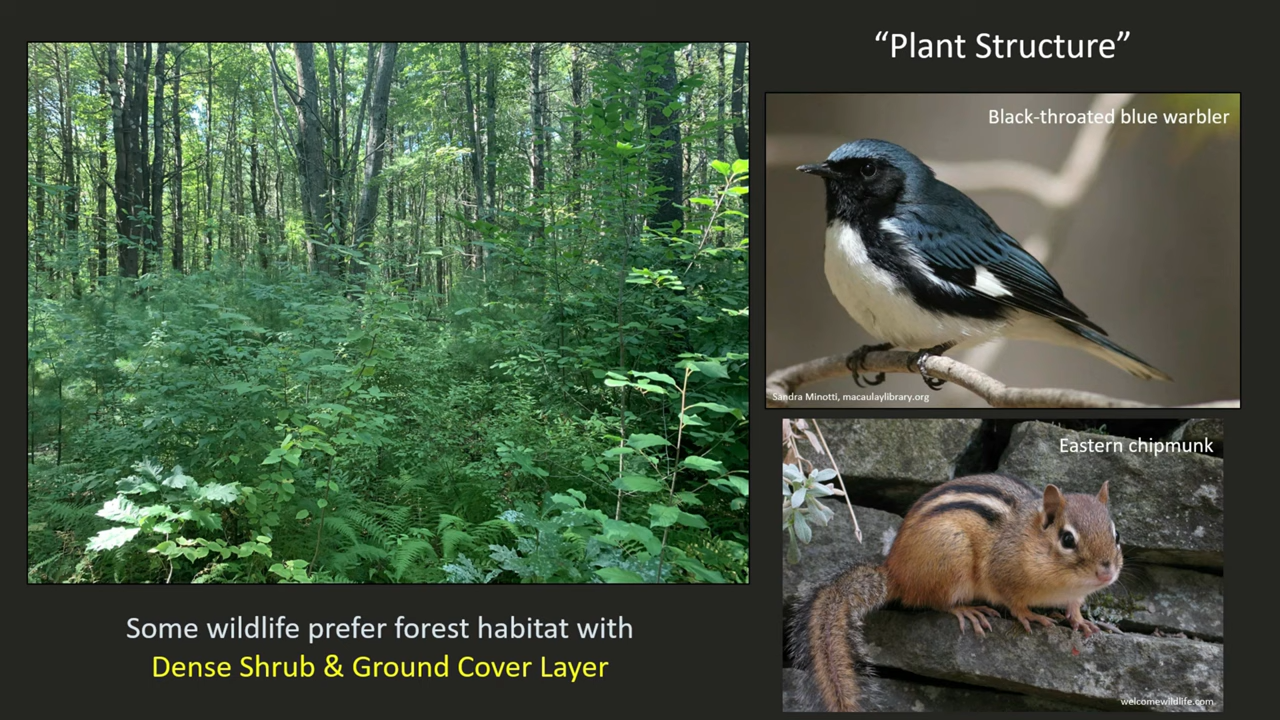 “Plant Structure”
Black-throated blue warbler
Sandra Minotti, macaulaylibrary.org
Eastern chipmunk
welcomewildlife.com
Some wildlife prefer forest habitat with
Dense Shrub & Ground Cover Layer